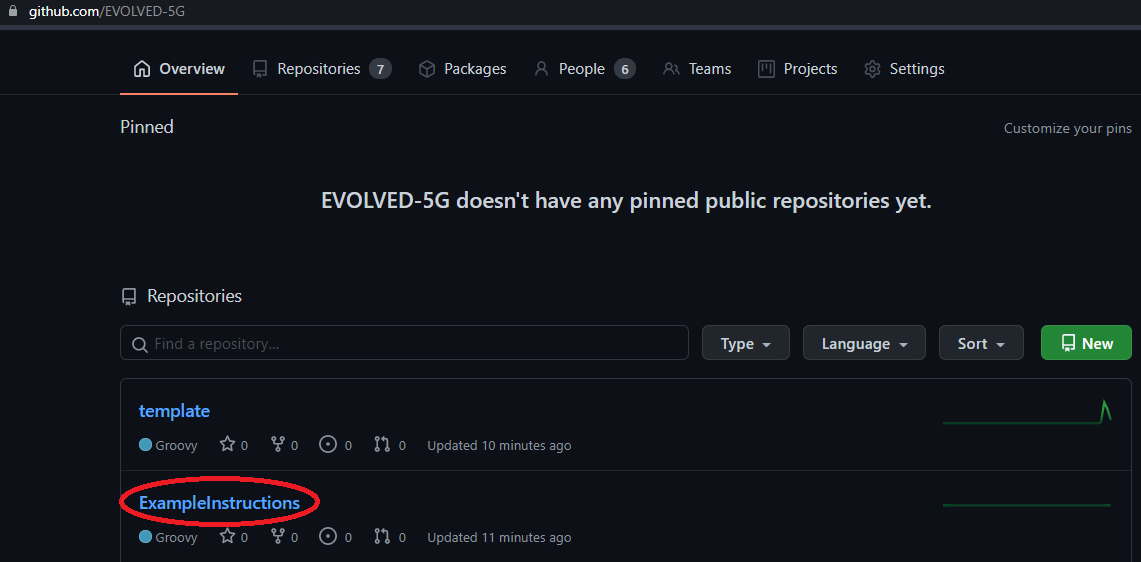 github.com/EVOLVED-5G
Overview Repositories 7 Packages People 6 Teams Projects Settings
Pinned Customize your pins
EVOLVED-5G doesn't have any pinned public repositories yet.
Repositories
Find a repository... Type Language Sort New
template
Groovy 0 0 0 0 Updated 10 minutes ago
ExampleInstructions
Groovy 0 0 0 0 Updated 11 minutes ago